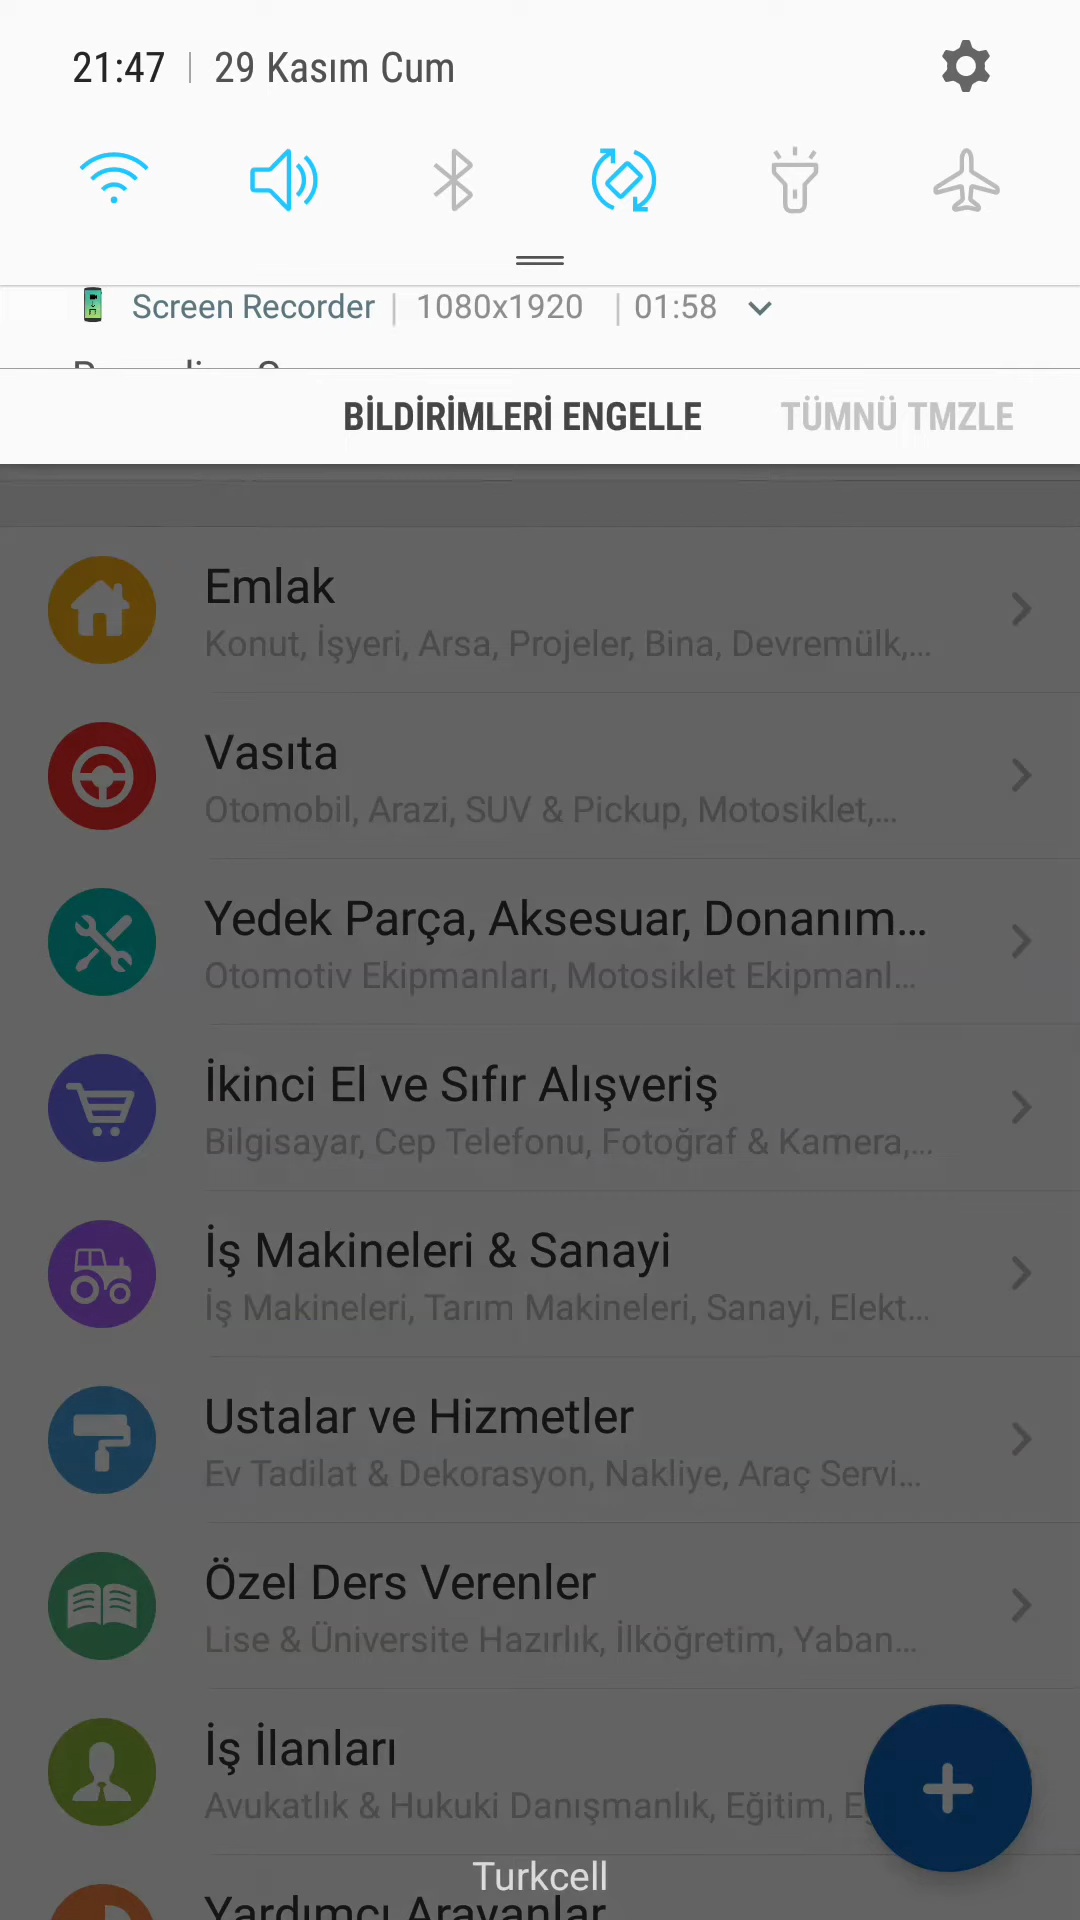 21:47 | 29 Kasım Cum
Screen Recorder | 1080x1920 | 01:58
BİLDİRİMLERİ ENGELLE TÜMNÜ TMZLE
Emlak
Konut, İşyeri, Arsa, Projeler, Bina, Devremülk,...
Vasıta
Otomobil, Arazi, SUV & Pickup, Motosiklet,...
Yedek Parça, Aksesuar, Donanım...
Otomotiv Ekipmanları, Motosiklet Ekipmanl...
İkinci El ve Sıfır Alışveriş
Bilgisayar, Cep Telefonu, Fotoğraf & Kamera,...
İş Makineleri & Sanayi
İş Makineleri, Tarım Makineleri, Sanayi, Elekt...
Ustalar ve Hizmetler
Ev Tadilat & Dekorasyon, Nakliye, Araç Servi...
Özel Ders Verenler
Lise & Üniversite Hazırlık, İlköğretim, Yaban...
İş İlanları
Avukatlık & Hukuki Danışmanlık, Eğitim,
Turkcell
Yardımcı Arayanlar